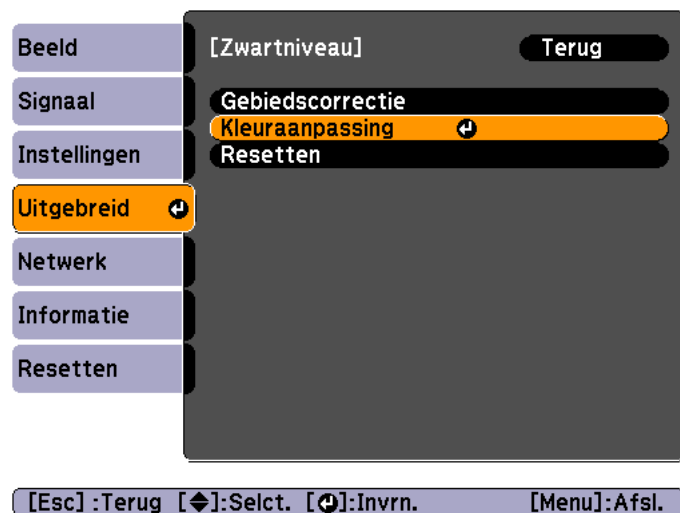 Beeld
Signaal
Instellingen
Uitgebreid
Netwerk
Informatie
Resetten
[Zwartniveau] Terug
Gebiedscorrectie
Kleuraanpassing
Resetten
[Esc] :Terug [◆]:Selct. [↵]:Invrn. [Menu]:Afsl.